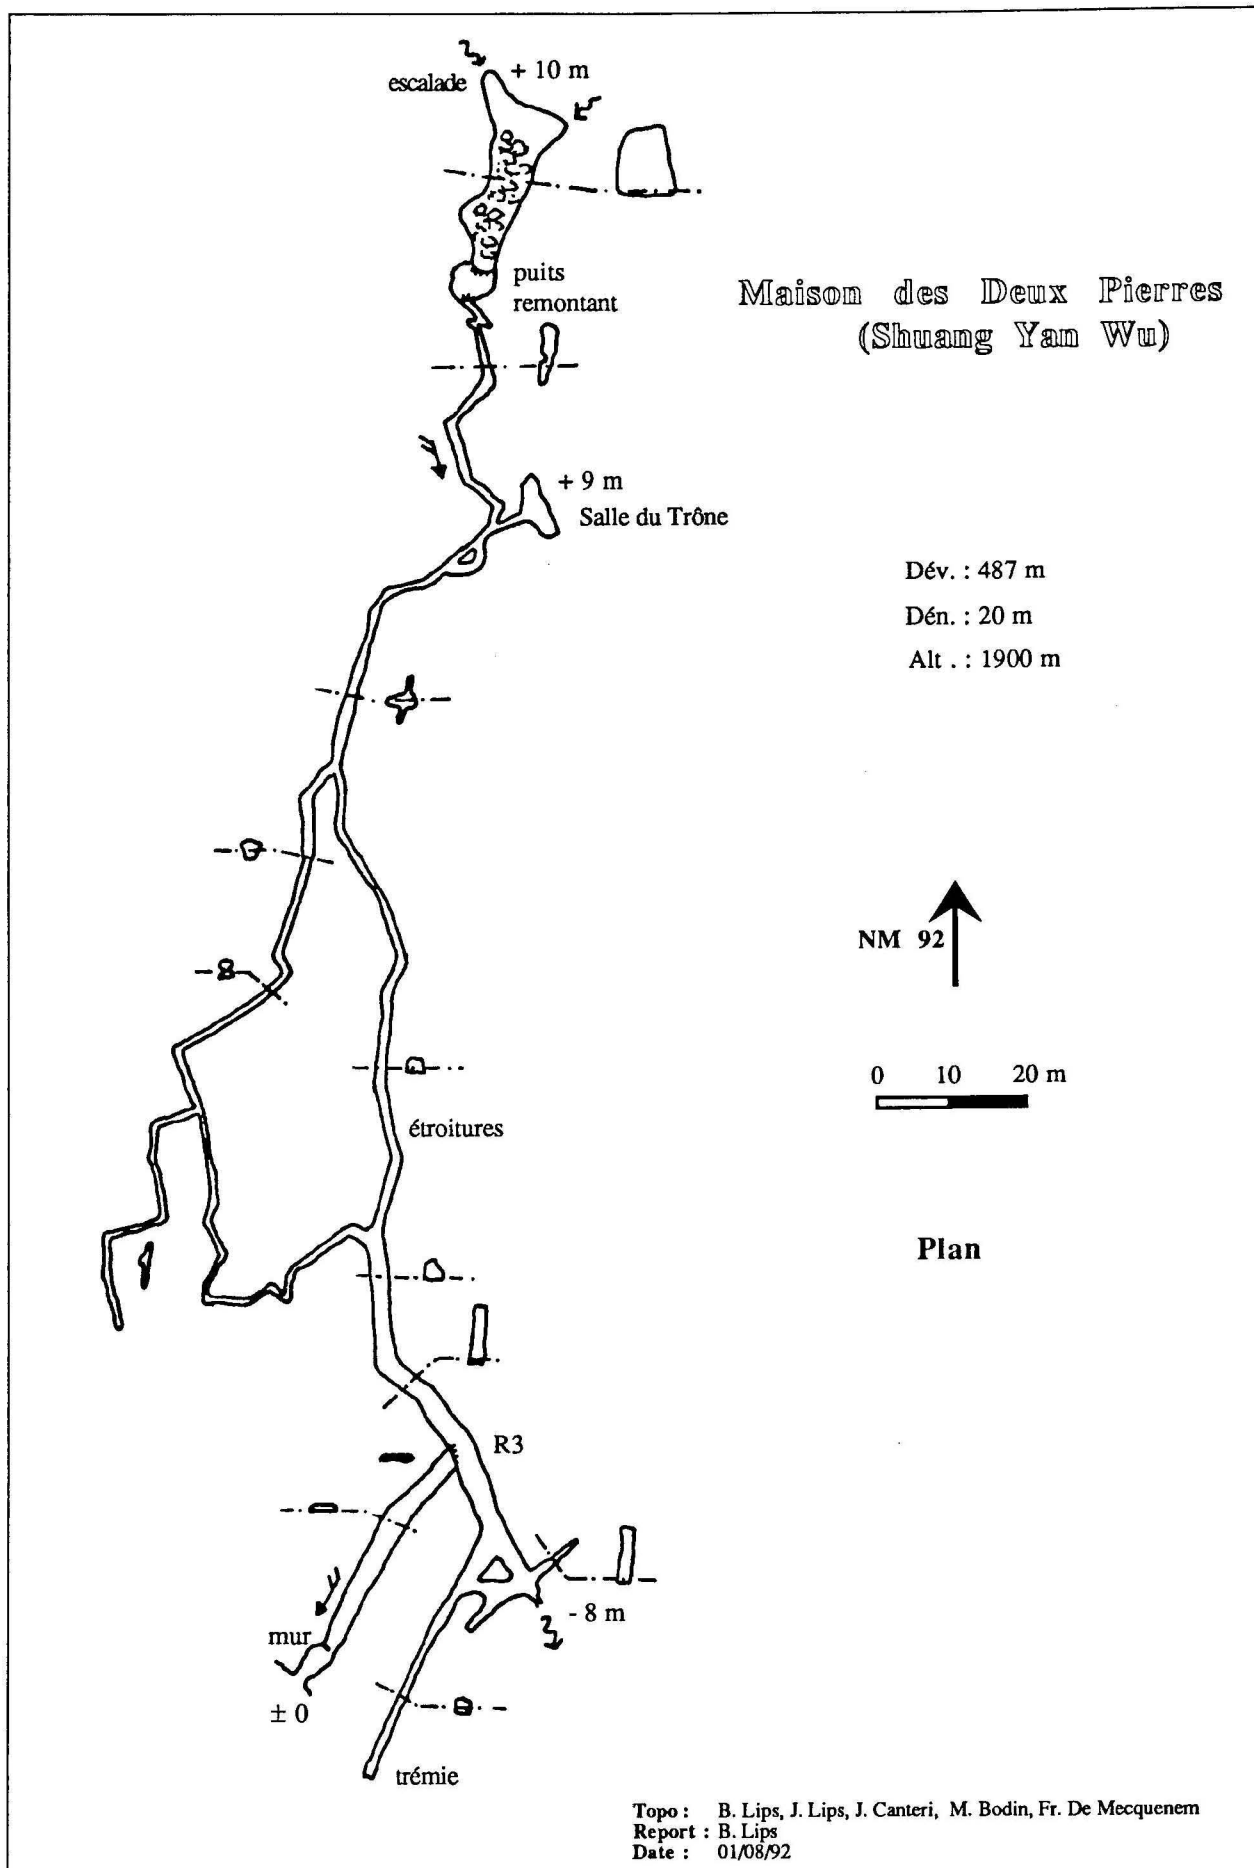 + 10 m
escalade
puits
remontant
Maison des Deux Pierres
(Shuang Yan Wu)
+ 9 m
Salle du Trône
Dév. : 487 m
Dén. : 20 m
Alt . : 1900 m
NM 92
0 10 20 m
étroitures
Plan
R3
- 8 m
mur
± 0
trémie
Topo : B. Lips, J. Lips, J. Canteri, M. Bodin, Fr. De Mecquenem
Report : B. Lips
Date : 01/08/92